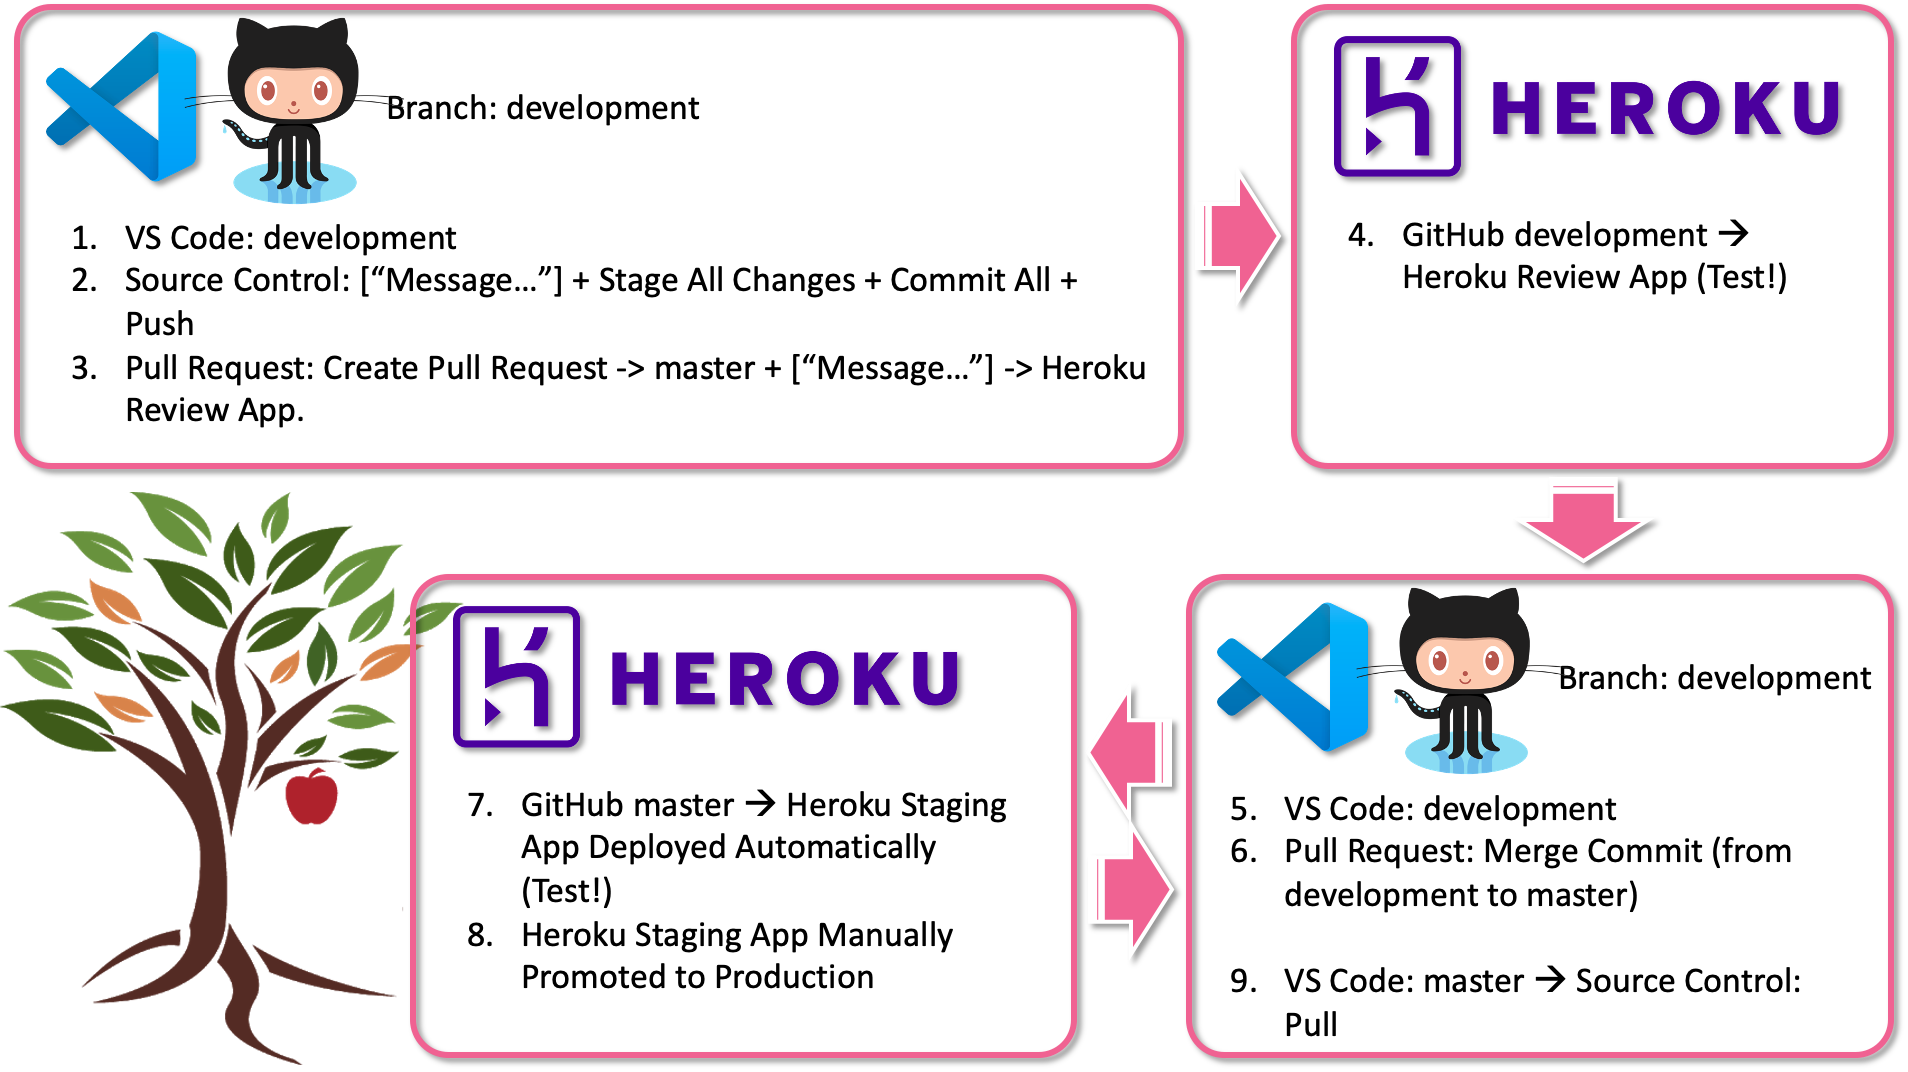 Branch: development
1. VS Code: development
2. Source Control: [“Message…”] + Stage All Changes + Commit All +
Push
3. Pull Request: Create Pull Request -> master + [“Message…”] -> Heroku
Review App.
HEROKU
4. GitHub development →
Heroku Review App (Test!)
Branch: development
5. VS Code: development
6. Pull Request: Merge Commit (from
development to master)
9. VS Code: master → Source Control:
Pull
HEROKU
7. GitHub master → Heroku Staging
App Deployed Automatically
(Test!)
8. Heroku Staging App Manually
Promoted to Production